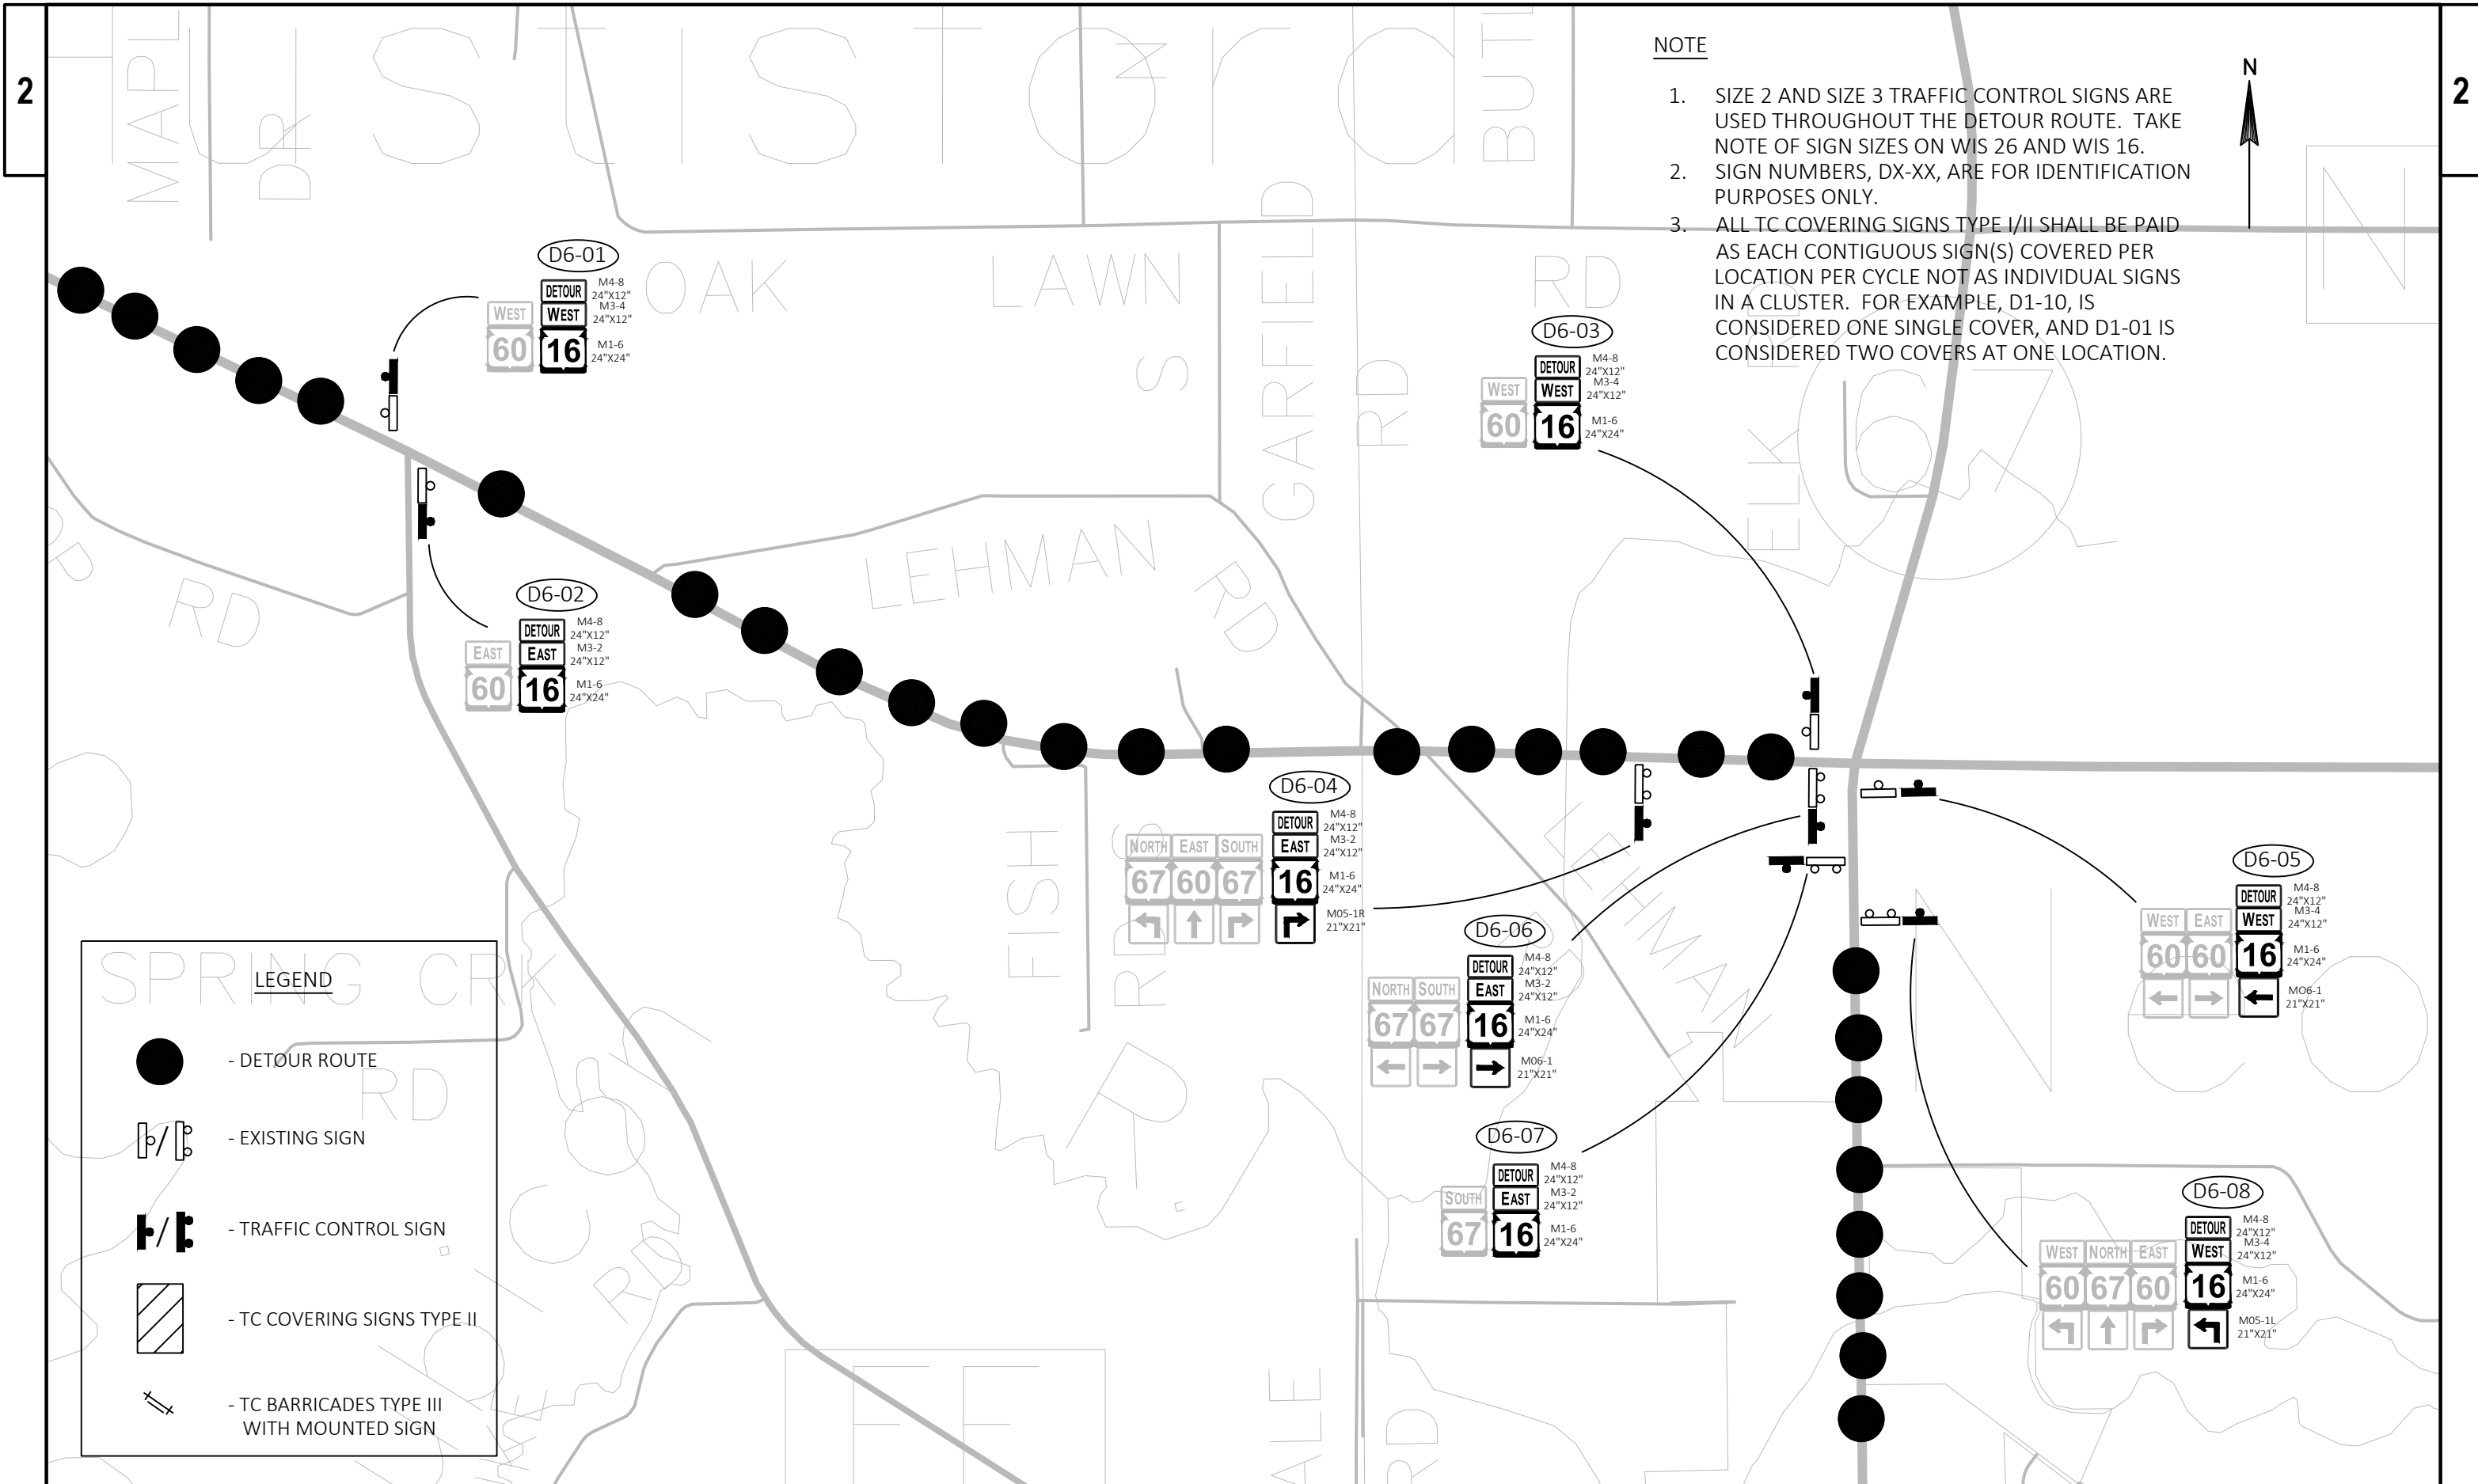 2
2
NOTE
N
1. SIZE 2 AND SIZE 3 TRAFFIC CONTROL SIGNS ARE
USED THROUGHOUT THE DETOUR ROUTE. TAKE
NOTE OF SIGN SIZES ON WIS 26 AND WIS 16.
2. SIGN NUMBERS, DX-XX, ARE FOR IDENTIFICATION
PURPOSES ONLY.
3. ALL TC COVERING SIGNS TYPE I/II SHALL BE PAID
AS EACH CONTIGUOUS SIGN(S) COVERED PER
LOCATION PER CYCLE NOT AS INDIVIDUAL SIGNS
IN A CLUSTER. FOR EXAMPLE, D1-10, IS
CONSIDERED ONE SINGLE COVER, AND D1-01 IS
CONSIDERED TWO COVERS AT ONE LOCATION.
DR
OAK
LAWN
RD
S
GARFIELD
RD
ELK
67
LEHMAN
RD
RD
FISH
RD
SPRING CRK
RD
RD
D6-01
DETOUR M4-8
24"X12"
WEST WEST M3-4
24"X12"
60 16 M1-6
24"X24"
D6-02
DETOUR M4-8
24"X12"
EAST EAST M3-2
24"X12"
60 16 M1-6
24"X24"
D6-03
DETOUR M4-8
24"X12"
WEST WEST M3-4
24"X12"
60 16 M1-6
24"X24"
D6-04
DETOUR M4-8
24"X12"
NORTH EAST SOUTH EAST M3-2
24"X12"
67 60 67 16 M1-6
24"X24"
M05-1R
21"X21"
D6-05
DETOUR M4-8
24"X12"
WEST EAST WEST M3-4
24"X12"
60 60 16 M1-6
24"X24"
MO6-1
21"X21"
D6-06
DETOUR M4-8
24"X12"
NORTH SOUTH EAST M3-2
24"X12"
67 67 16 M1-6
24"X24"
M06-1
21"X21"
D6-07
DETOUR M4-8
24"X12"
SOUTH EAST M3-2
24"X12"
67 16 M1-6
24"X24"
D6-08
DETOUR M4-8
24"X12"
WEST NORTH EAST WEST M3-4
24"X12"
60 67 60 16 M1-6
24"X24"
M05-1L
21"X21"
LEGEND
- DETOUR ROUTE
- EXISTING SIGN
- TRAFFIC CONTROL SIGN
- TC COVERING SIGNS TYPE II
- TC BARRICADES TYPE III
WITH MOUNTED SIGN